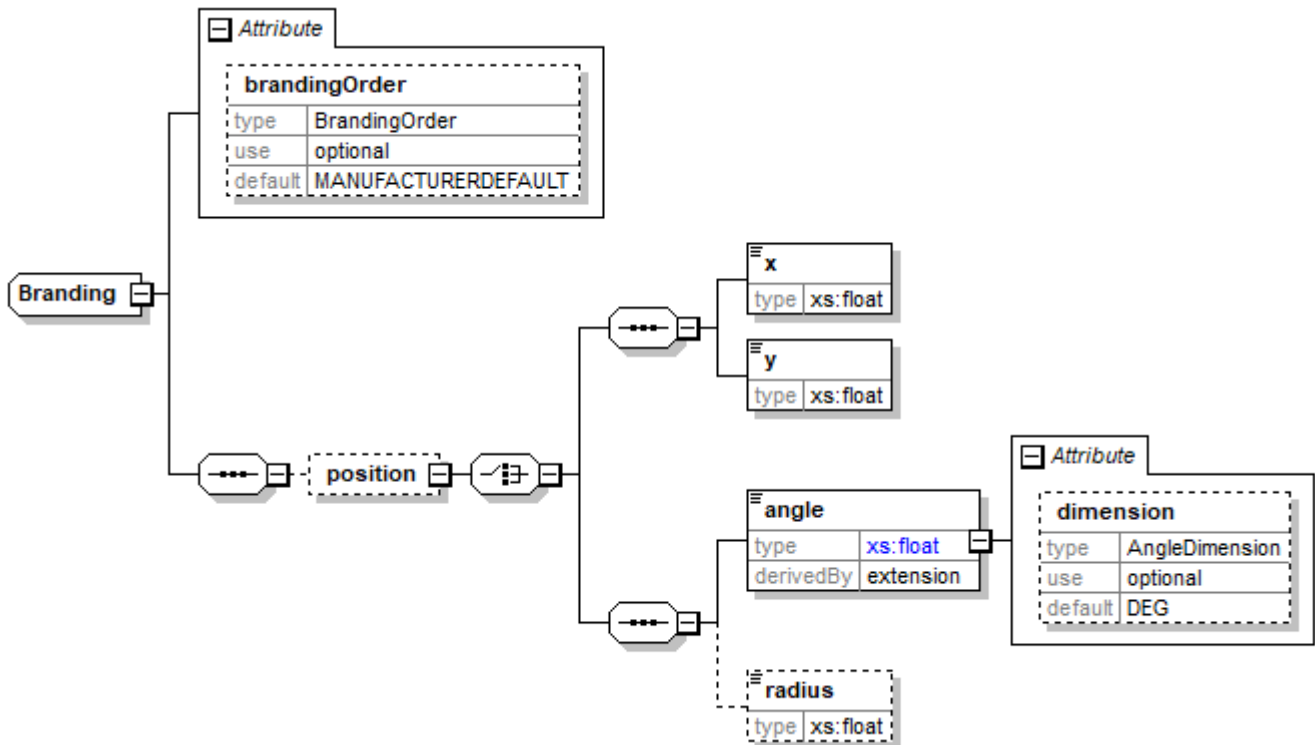 Attribute
brandingOrder
type BrandingOrder
use optional
default MANUFACTURERDEFAULT
Branding
x
type xs:float
y
type xs:float
position
Attribute
angle
type xs:float
derivedBy extension
dimension
type AngleDimension
use optional
default DEG
radius
type xs:float